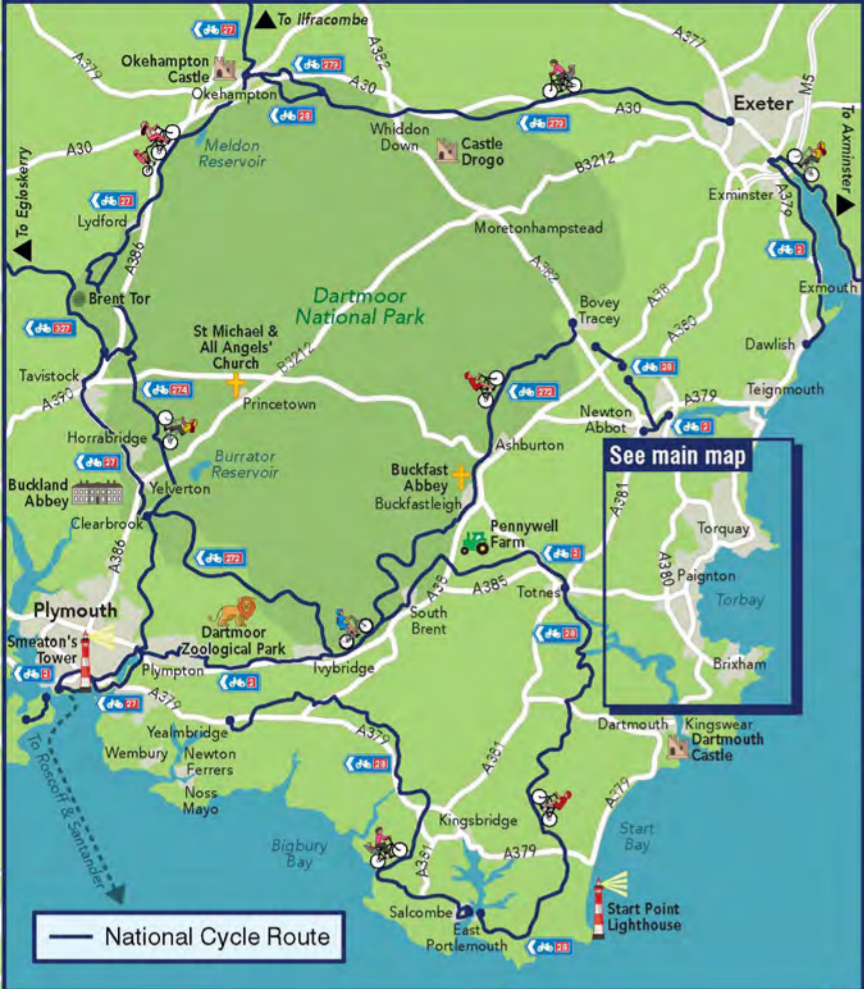 27
To Ilfracombe
A382
A377
A379
Okehampton
Castle
279
A30
Okehampton
28
M5
Exeter
Whiddon
Down
279
A30
To Axminster
Castle
Drogo
Meldon
Reservoir
A30
B3212
To Egloskerry
27
Exminster
A379
Lydford
Moretonhampstead
A386
2
A382
A38
A380
Exmouth
Brent Tor
Dartmoor
National Park
Bovey
Tracey
327
St Michael &
All Angels'
Church
B3212
Dawlish
28
Tavistock
274
272
A379
Teignmouth
A390
Princetown
Newton
Abbot
2
Horrabridge
Ashburton
See main map
27
Burrator
Reservoir
Buckfast
Abbey
A381
Buckland
Abbey
Yelverton
Buckfastleigh
Clearbrook
Pennywell
Farm
Torquay
A386
272
2
A380
Paignton
A38
A385
Totnes
Torbay
Plymouth
South
Brent
28
Smeaton's
Tower
Dartmoor
Zoological Park
Brixham
2
Plympton
2
Ivybridge
27
A379
Yealmbridge
A379
Dartmouth
Kingswear
Dartmouth
Castle
Wembury
Newton
Ferrers
28
A381
Noss
Mayo
A379
To Roscoff & Santander
Kingsbridge
Start
Bay
Bigbury
Bay
A381
A379
Salcombe
East
Portlemouth
28
Start Point
Lighthouse
National Cycle Route